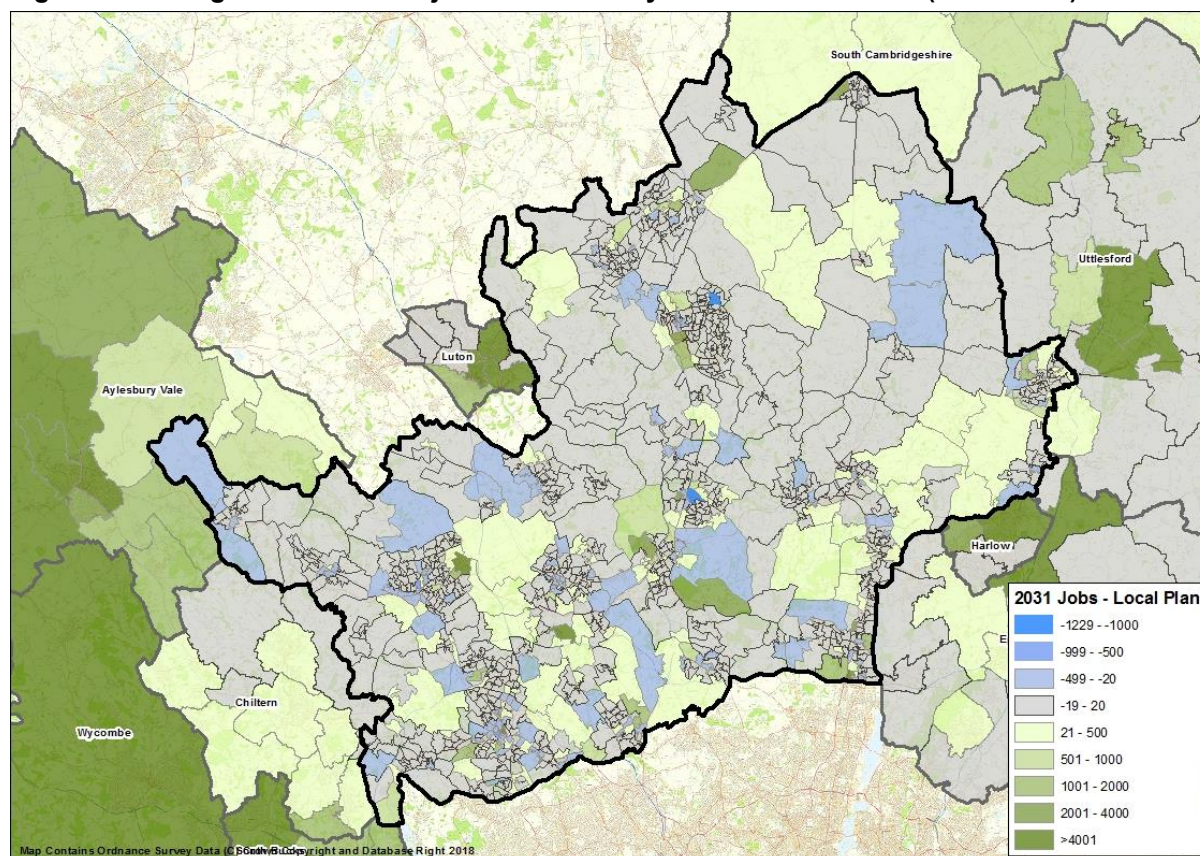 South Cambridgeshire
Uttlesford
Luton
Aylesbury Vale
Harlow
Chiltern
Wycombe
E
2031 Jobs - Local Plan
-1229 - -1000
-999 - -500
-499 - -20
-19 - 20
21 - 500
501 - 1000
1001 - 2000
2001 - 4000
>4001
Map Contains Ordnance Survey Data (C) and Database Right 2018
South Bucks